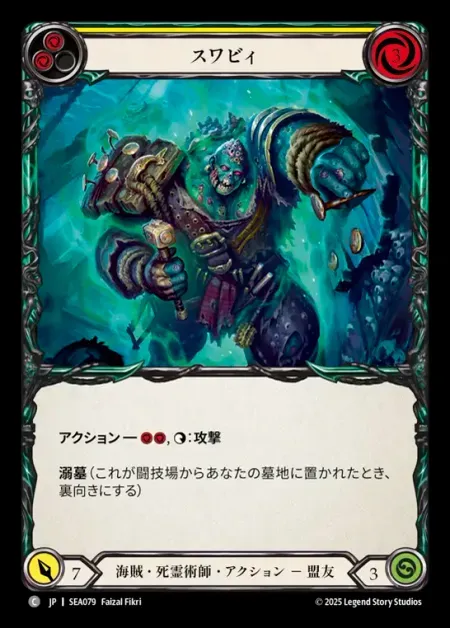 3
スワビィ
アクション ー , :攻撃
溺墓(これが闘技場からあなたの墓地に置かれたとき、
裏向きにする)
7
海賊・死霊術師・アクション － 盟友
3
C JP | SEA079 Faizal Fikri
© 2025 Legend Story Studios